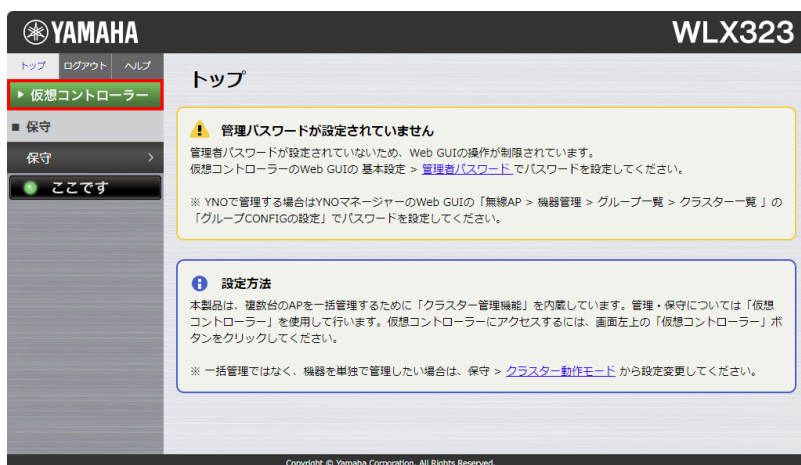 YAMAHA
WLX323
トップ ログアウト ヘルプ
仮想コントローラー
保守
保守
ここです
トップ
管理パスワードが設定されていません
管理者パスワードが設定されていないため、Web GUIの操作が制限されています。
仮想コントローラーのWeb GUIの 基本設定 > 管理者パスワード でパスワードを設定してください。
※ YNOで管理する場合はYNOマネージャーのWeb GUIの「無線AP > 機器管理 > グループ一覧 > クラスター一覧 」の
「グループCONFIGの設定」でパスワードを設定してください。
設定方法
本製品は、複数台のAPを一括管理するために「クラスター管理機能」を内蔵しています。管理・保守については「仮想
コントローラー」を使用して行います。仮想コントローラーにアクセスするには、画面左上の「仮想コントローラー」ボ
タンをクリックしてください。
※ 一括管理ではなく、機器を単独で管理したい場合は、保守 > クラスター動作モード から設定変更してください。
Copyright © Yamaha Corporation. All Rights Reserved.